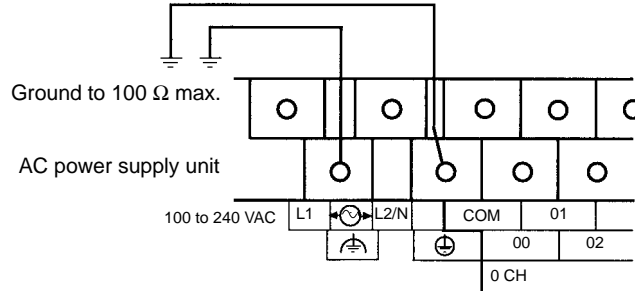 Ground to 100 Ω max.
AC power supply unit
100 to 240 VAC L1 L2/N COM 01
00 02
0 CH